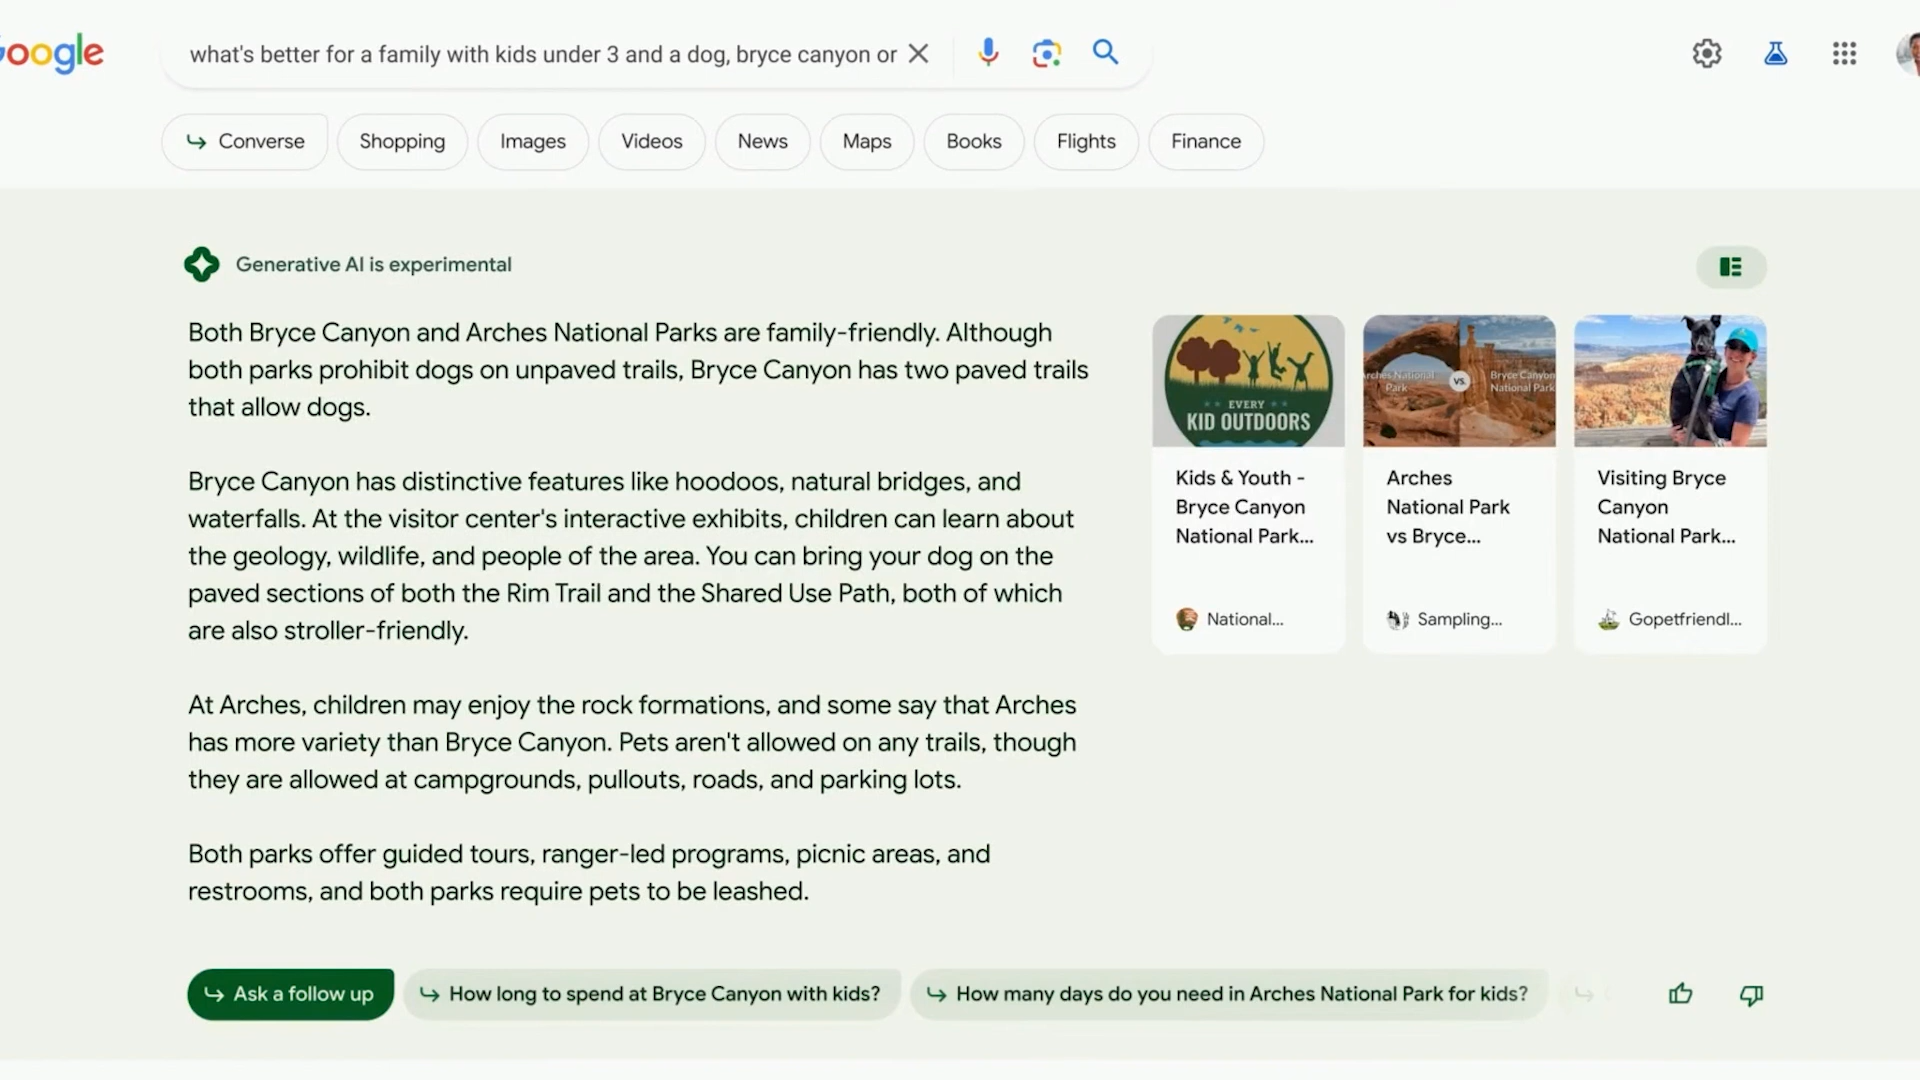 Google
what's better for a family with kids under 3 and a dog, bryce canyon or
Converse
Shopping
Images
Videos
News
Maps
Books
Flights
Finance
Generative AI is experimental
Both Bryce Canyon and Arches National Parks are family-friendly. Although
both parks prohibit dogs on unpaved trails, Bryce Canyon has two paved trails
that allow dogs.
Bryce Canyon has distinctive features like hoodoos, natural bridges, and
waterfalls. At the visitor center's interactive exhibits, children can learn about
the geology, wildlife, and people of the area. You can bring your dog on the
paved sections of both the Rim Trail and the Shared Use Path, both of which
are also stroller-friendly.
At Arches, children may enjoy the rock formations, and some say that Arches
has more variety than Bryce Canyon. Pets aren't allowed on any trails, though
they are allowed at campgrounds, pullouts, roads, and parking lots.
Both parks offer guided tours, ranger-led programs, picnic areas, and
restrooms, and both parks require pets to be leashed.
EVERY
KID OUTDOORS
Kids & Youth -
Bryce Canyon
National Park...
National...
Arches National
Park
vs.
Bryce Canyon
National Park
Arches
National Park
vs Bryce...
Sampling...
Visiting Bryce
Canyon
National Park...
Gopetfriendl...
Ask a follow up
How long to spend at Bryce Canyon with kids?
How many days do you need in Arches National Park for kids?